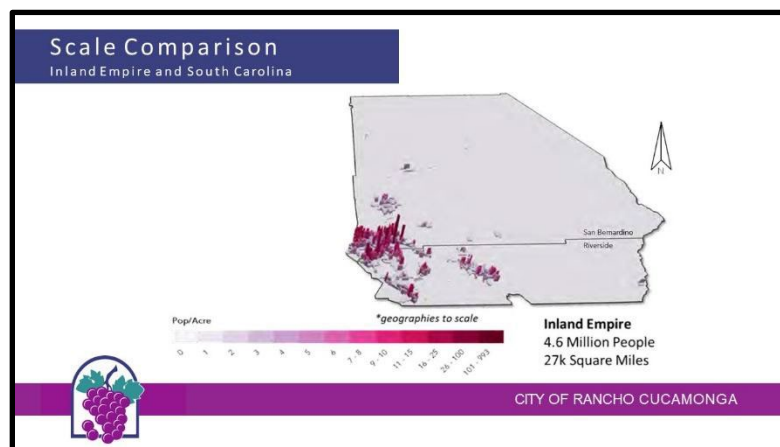 Scale Comparison
Inland Empire and South Carolina
N
San Bernardino
Riverside
Pop/Acre
*geographies to scale
0 1 2 3 4 5 6 7 - 8 9 - 10 11 - 15 16 - 25 26 - 100 101 - 993
Inland Empire
4.6 Million People
27k Square Miles
CITY OF RANCHO CUCAMONGA